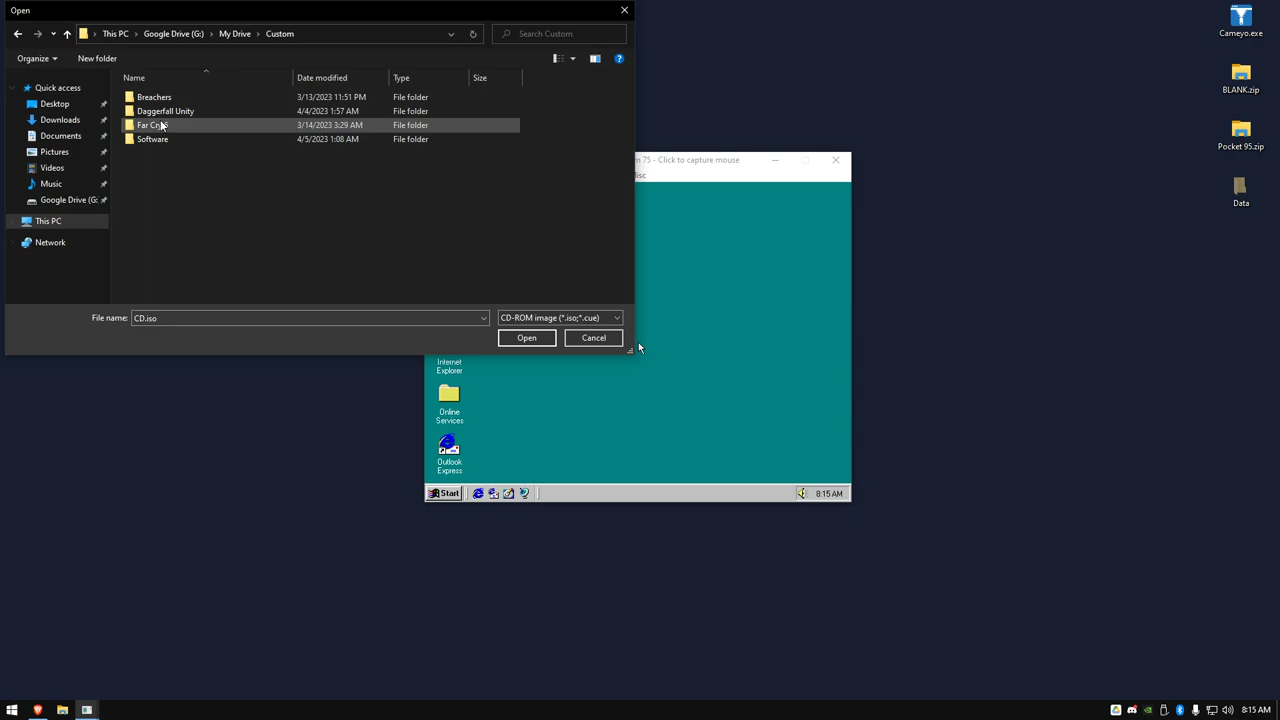 Open
This PC
Google Drive (G:)
My Drive
Custom
Search Custom
Organize
New folder
Name
Date modified
Type
Size
Quick access
Desktop
Downloads
Documents
Pictures
Videos
Music
Google Drive (G:
This PC
Network
Breachers
3/13/2023 11:51 PM
File folder
Daggerfall Unity
4/4/2023 1:57 AM
File folder
Far Cry
3/14/2023 3:29 AM
File folder
Software
4/5/2023 1:08 AM
File folder
File name:
CD.iso
CD-ROM image (*.iso;*.cue)
Open
Cancel
75 - Click to capture mouse
Internet
Explorer
Online
Services
Outlook
Express
Start
8:15 AM
Cameyo.exe
BLANK.zip
Pocket 95.zip
Data
8:15 AM